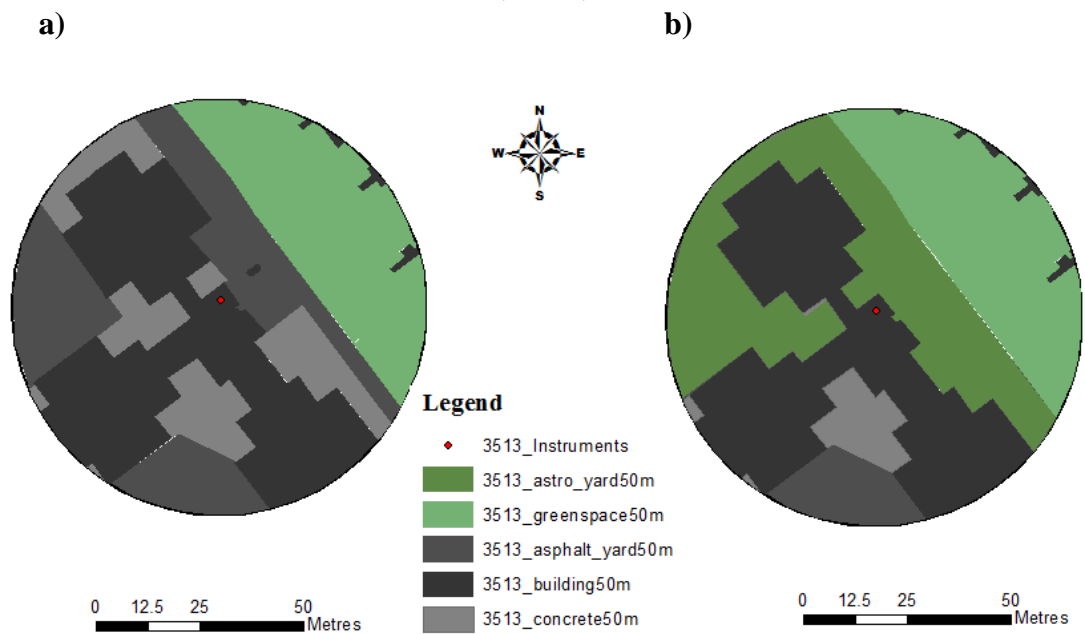 a)
b)
N
W E
S
Legend
3513_Instruments
3513_astro_yard50m
3513_greenspace50m
3513_asphalt_yard50m
3513_building50m
3513_concrete50m
0 12.5 25 50
Metres
0 12.5 25 50
Metres